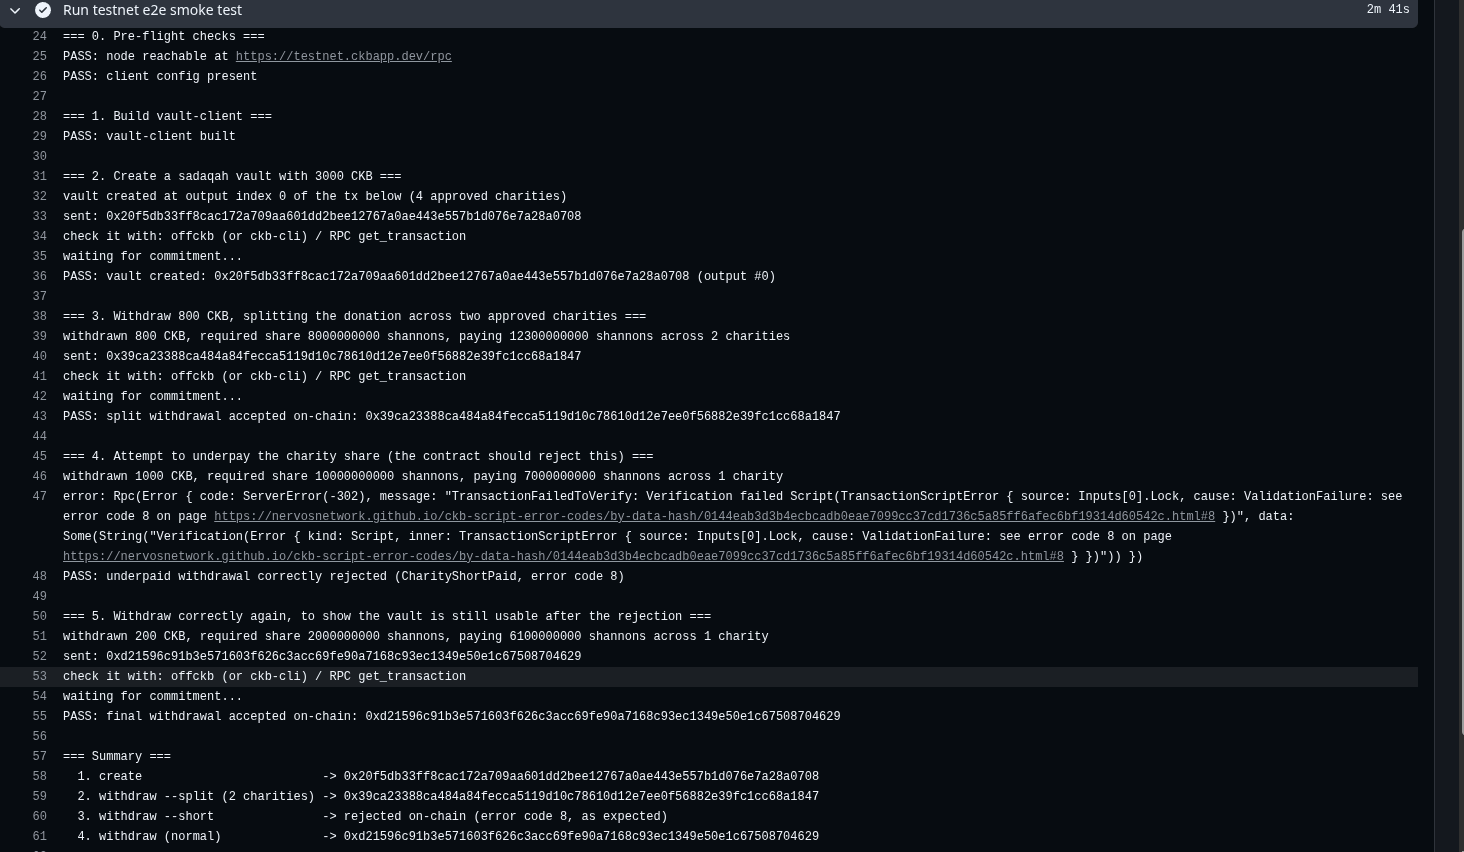 Run testnet e2e smoke test 2m 41s
24 === 0. Pre-flight checks ===
25 PASS: node reachable at https://testnet.ckbapp.dev/rpc
26 PASS: client config present
27
28 === 1. Build vault-client ===
29 PASS: vault-client built
30
31 === 2. Create a sadaqah vault with 3000 CKB ===
32 vault created at output index 0 of the tx below (4 approved charities)
33 sent: 0x20f5db33ff8cac172a709aa601dd2bee12767a0ae443e557b1d076e7a28a0708
34 check it with: offckb (or ckb-cli) / RPC get_transaction
35 waiting for commitment...
36 PASS: vault created: 0x20f5db33ff8cac172a709aa601dd2bee12767a0ae443e557b1d076e7a28a0708 (output #0)
37
38 === 3. Withdraw 800 CKB, splitting the donation across two approved charities ===
39 withdrawn 800 CKB, required share 8000000000 shannons, paying 12300000000 shannons across 2 charities
40 sent: 0x39ca23388ca484a84fecca5119d10c78610d12e7ee0f56882e39fc1cc68a1847
41 check it with: offckb (or ckb-cli) / RPC get_transaction
42 waiting for commitment...
43 PASS: split withdrawal accepted on-chain: 0x39ca23388ca484a84fecca5119d10c78610d12e7ee0f56882e39fc1cc68a1847
44
45 === 4. Attempt to underpay the charity share (the contract should reject this) ===
46 withdrawn 1000 CKB, required share 10000000000 shannons, paying 7000000000 shannons across 1 charity
47 error: Rpc(Error { code: ServerError(-302), message: "TransactionFailedToVerify: Verification failed Script(TransactionScriptError { source: Inputs[0].Lock, cause: ValidationFailure: see
error code 8 on page https://nervosnetwork.github.io/ckb-script-error-codes/by-data-hash/0144eab3d3b4ecbcadb0eae7099cc37cd1736c5a85ff6afec6bf19314d60542c.html#8 })", data:
Some(String("Verification(Error { kind: Script, inner: TransactionScriptError { source: Inputs[0].Lock, cause: ValidationFailure: see error code 8 on page
https://nervosnetwork.github.io/ckb-script-error-codes/by-data-hash/0144eab3d3b4ecbcadb0eae7099cc37cd1736c5a85ff6afec6bf19314d60542c.html#8 } })")) })
48 PASS: underpaid withdrawal correctly rejected (CharityShortPaid, error code 8)
49
50 === 5. Withdraw correctly again, to show the vault is still usable after the rejection ===
51 withdrawn 200 CKB, required share 2000000000 shannons, paying 6100000000 shannons across 1 charity
52 sent: 0xd21596c91b3e571603f626c3acc69fe90a7168c93ec1349e50e1c67508704629
53 check it with: offckb (or ckb-cli) / RPC get_transaction
54 waiting for commitment...
55 PASS: final withdrawal accepted on-chain: 0xd21596c91b3e571603f626c3acc69fe90a7168c93ec1349e50e1c67508704629
56
57 === Summary ===
58 1. create -> 0x20f5db33ff8cac172a709aa601dd2bee12767a0ae443e557b1d076e7a28a0708
59 2. withdraw --split (2 charities) -> 0x39ca23388ca484a84fecca5119d10c78610d12e7ee0f56882e39fc1cc68a1847
60 3. withdraw --short -> rejected on-chain (error code 8, as expected)
61 4. withdraw (normal) -> 0xd21596c91b3e571603f626c3acc69fe90a7168c93ec1349e50e1c67508704629